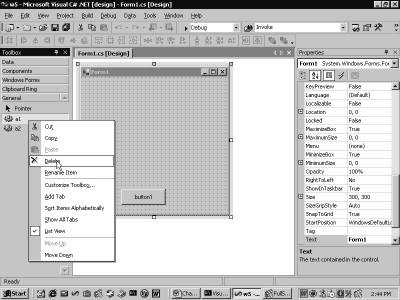 w5 - Microsoft Visual C# .NET [design] - Form1.cs [Design]
File Edit View Project Build Debug Data Tools Window Help
Debug Invoke
Toolbox
Data
Components
Windows Forms
Clipboard Ring
General
Pointer
a1
a2
Cut
Copy
Paste
Delete
Rename Item
Customize Toolbox...
Add Tab
Sort Items Alphabetically
Show All Tabs
List View
Move Up
Move Down
Form1.cs [Design]
Form1
button1
Properties
Form1 System.Windows.Forms.For
KeyPreview False
Language (Default)
Localizable False
Location 0, 0
Locked False
MaximizeBox True
MaximumSize 0, 0
Menu (none)
MinimizeBox True
MinimumSize 0, 0
Opacity 100%
RightToLeft No
ShowInTaskbar True
Size 300, 300
SizeGripStyle Auto
SnapToGrid True
StartPosition WindowsDefaultL
Tag
Text Form1
Text
The text contained in the control.
Ready
Start Cha... Visu... w5 - ... FullS... 2:44 PM